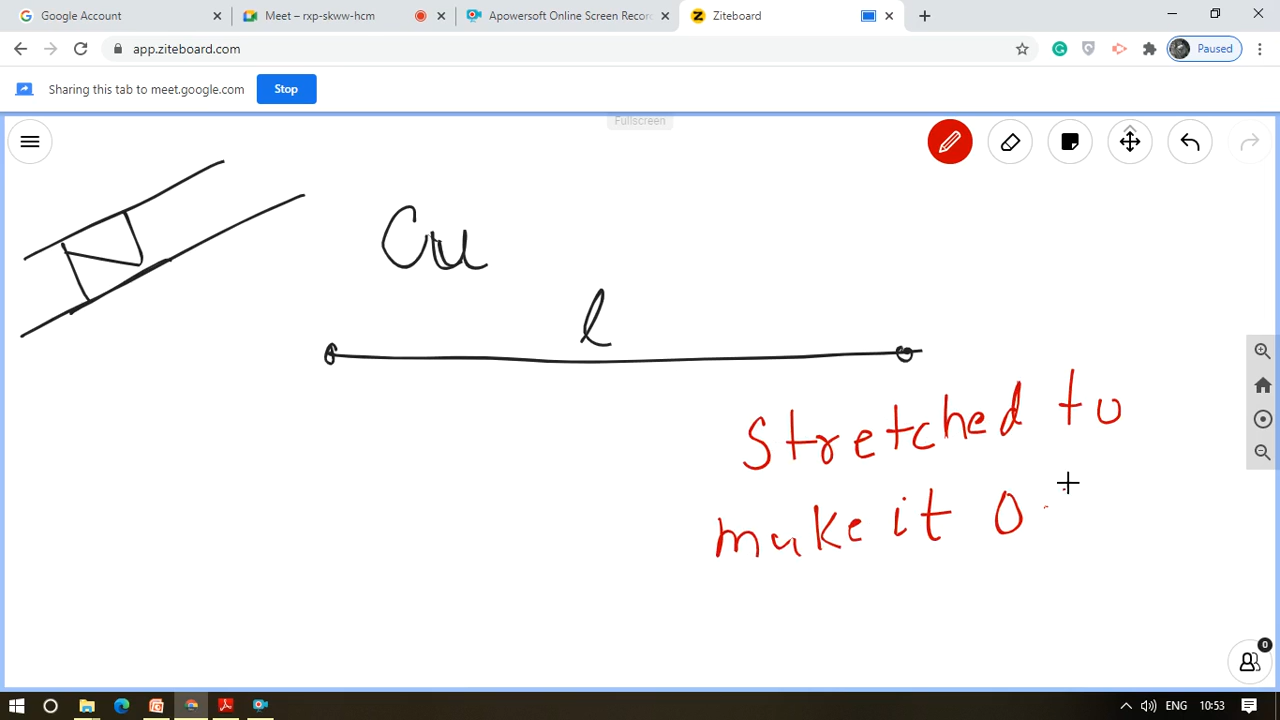 Google Account
Meet – rxp-skww-hcm
Apowersoft Online Screen Recor
Ziteboard
app.ziteboard.com
Paused
Sharing this tab to meet.google.com
Stop
Fullscreen
Cu
l
Stretched to
make it 0.
0
ENG
10:53